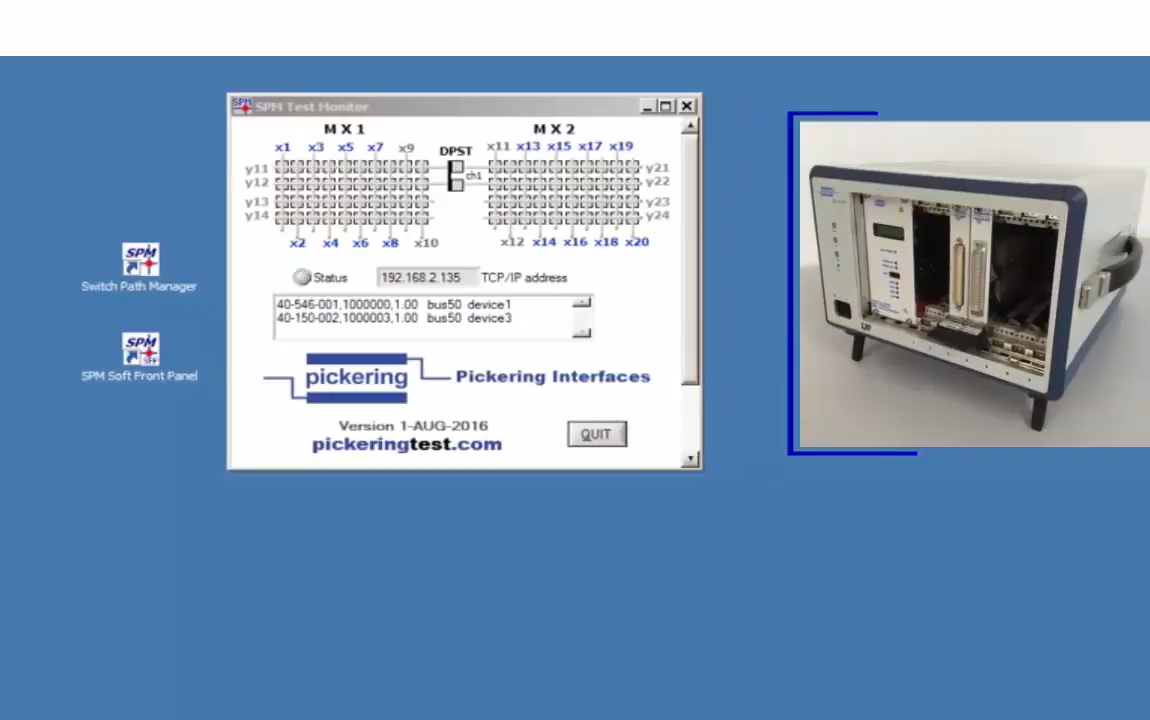 SPM Test Monitor
M X 1
M X 2
x1 x3 x5 x7 x9
DPST
x11 x13 x15 x17 x19
y11
y12
y13
y14
ch1
y21
y22
y23
y24
x2 x4 x6 x8 x10
x12 x14 x16 x18 x20
Status
192.168.2.135
TCP/IP address
40-546-001,1000000,1.00 bus50 device1
40-150-002,1000003,1.00 bus50 device3
pickering
Pickering Interfaces
Version 1-AUG-2016
pickeringtest.com
QUIT
SPM
Switch Path Manager
SPM
SFP
SPM Soft Front Panel